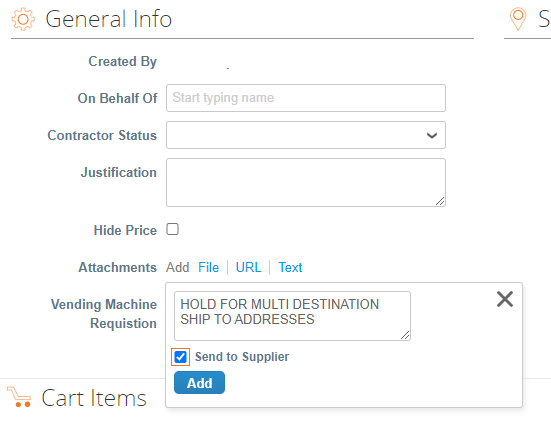 General Info
S
Created By
.
On Behalf Of
Start typing name
Contractor Status
Justification
Hide Price
Attachments Add File URL Text
Vending Machine
Requistion
HOLD FOR MULTI DESTINATION
SHIP TO ADDRESSES
Send to Supplier
Add
Cart Items